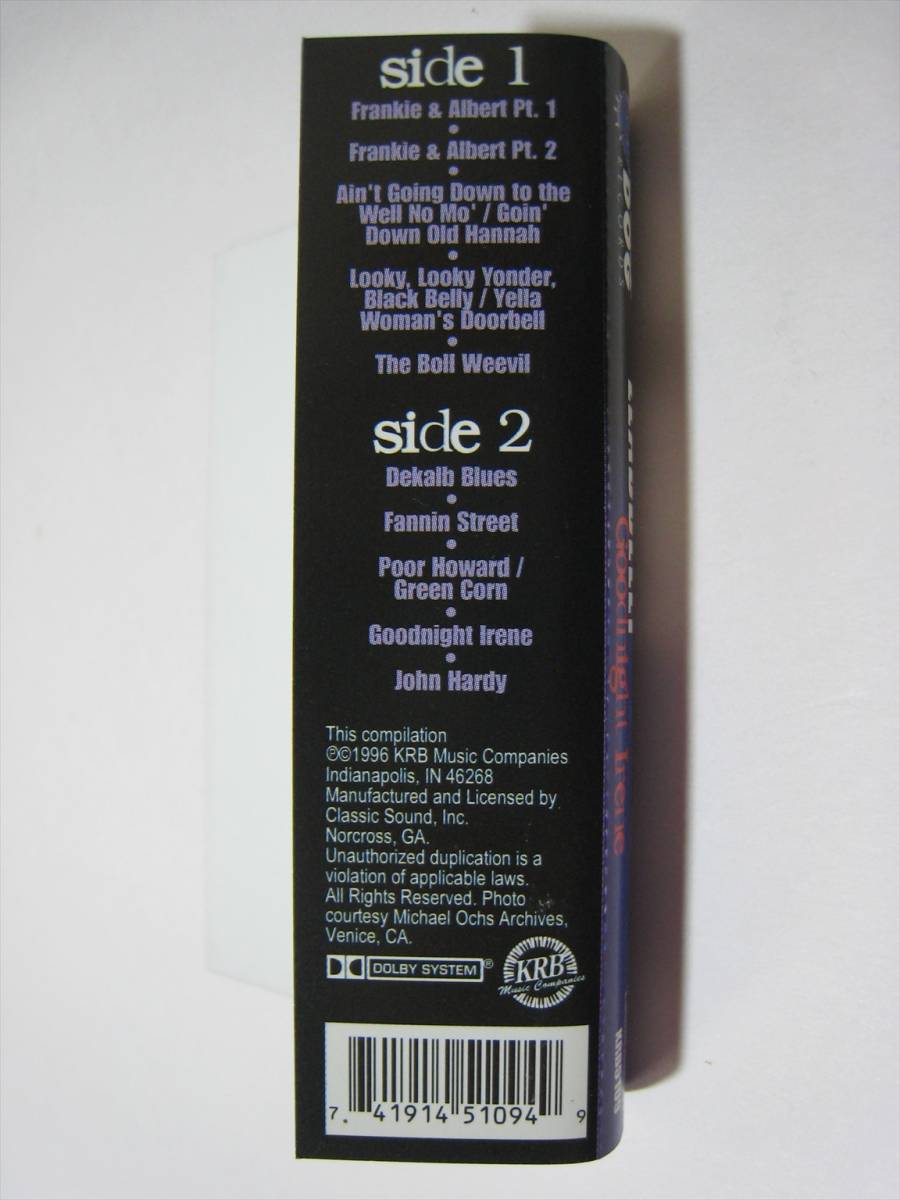 side 1
Frankie & Albert Pt. 1
•
Frankie & Albert Pt. 2
•
Ain't Going Down to the
Well No Mo' / Goin'
Down Old Hannah
•
Looky, Looky Yonder,
Black Belly / Yella
Woman's Doorbell
•
The Boll Weevil
side 2
Dekalb Blues
•
Fannin Street
•
Poor Howard /
Green Corn
•
Goodnight Irene
•
John Hardy
This compilation
℗©1996 KRB Music Companies
Indianapolis, IN 46268
Manufactured and Licensed by
Classic Sound, Inc.
Norcross, GA.
Unauthorized duplication is a
violation of applicable laws.
All Rights Reserved. Photo
courtesy Michael Ochs Archives,
Venice, CA.
DOLBY SYSTEM®
KRB
Music Companies
7 41914 51094 9
Goodnight Irene